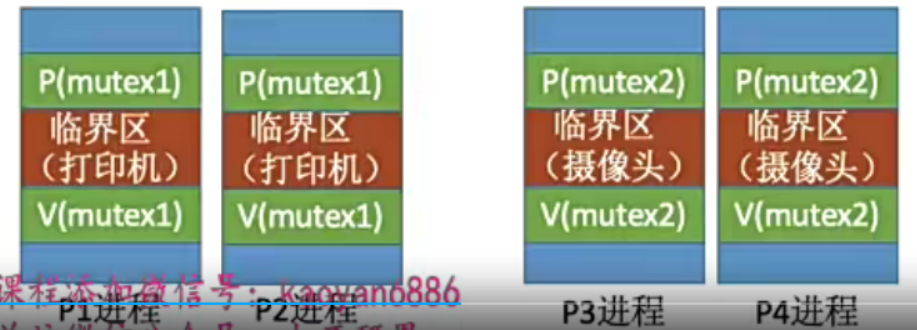 P(mutex1)
临界区
(打印机)
V(mutex1)
P(mutex1)
临界区
(打印机)
V(mutex1)
P(mutex2)
临界区
(摄像头)
V(mutex2)
P(mutex2)
临界区
(摄像头)
V(mutex2)
课程添加微信号：kaoyano886
P1进程
P2进程
P3进程
P4进程